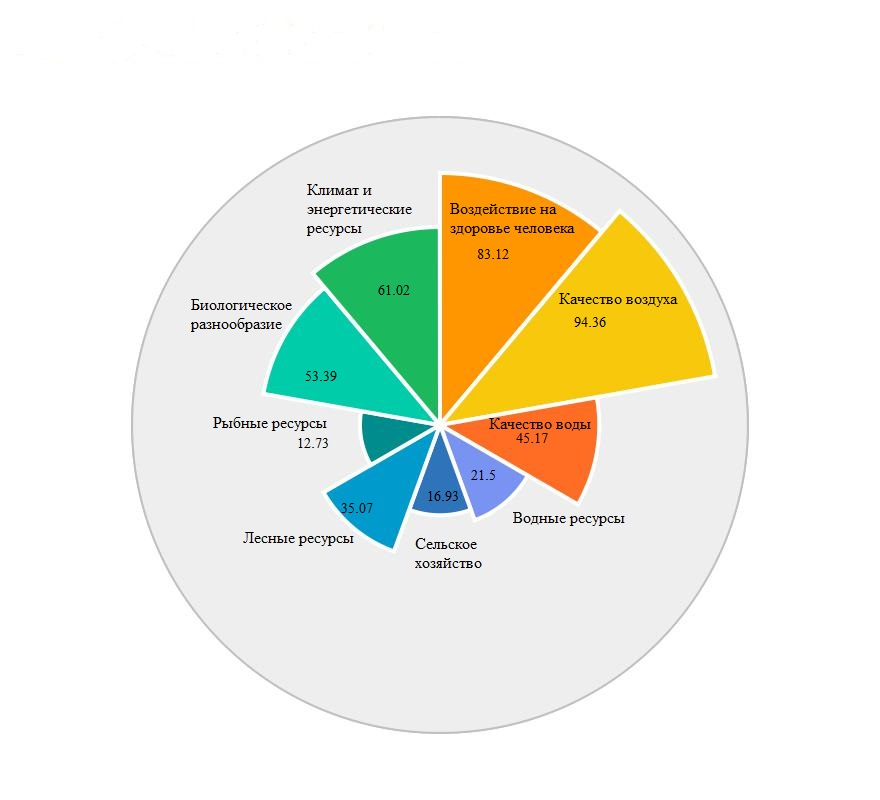 Климат и
энергетические
ресурсы
61.02
Воздействие на
здоровье человека
83.12
Качество воздуха
94.36
Биологическое
разнообразие
53.39
Рыбные ресурсы
12.73
Качество воды
45.17
21.5
Водные ресурсы
16.93
Сельское
хозяйство
35.07
Лесные ресурсы